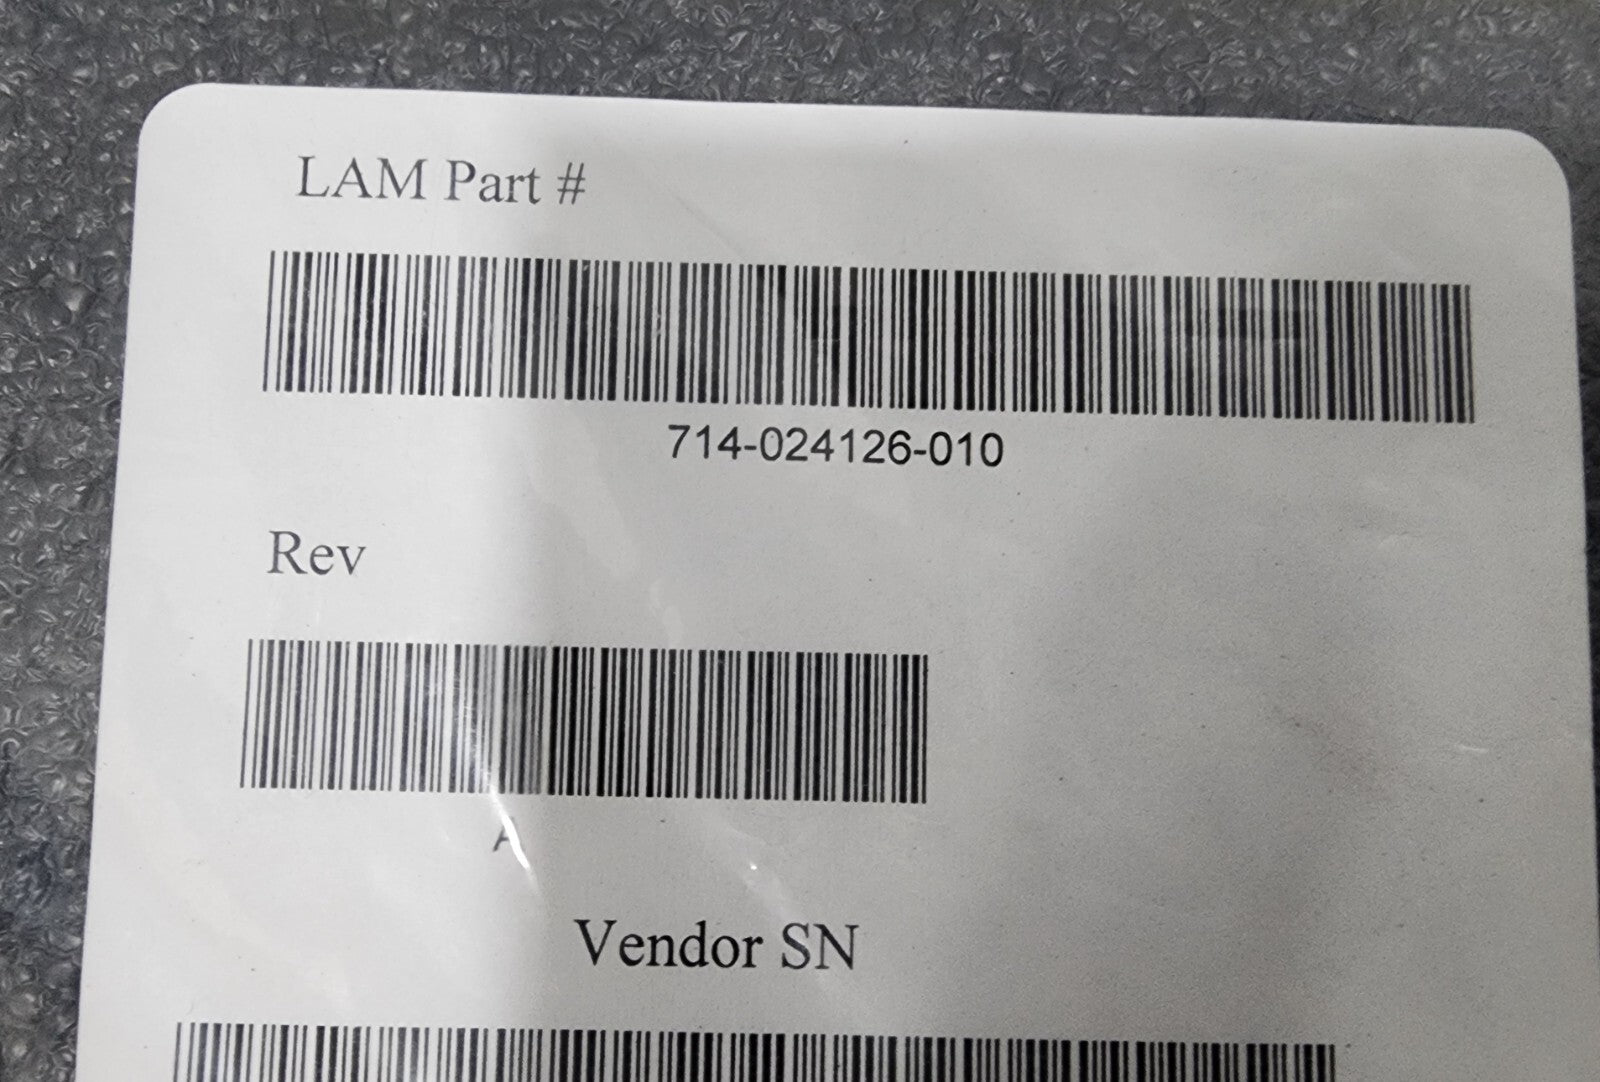 LAM Part #
714-024126-010
Rev
A
Vendor SN